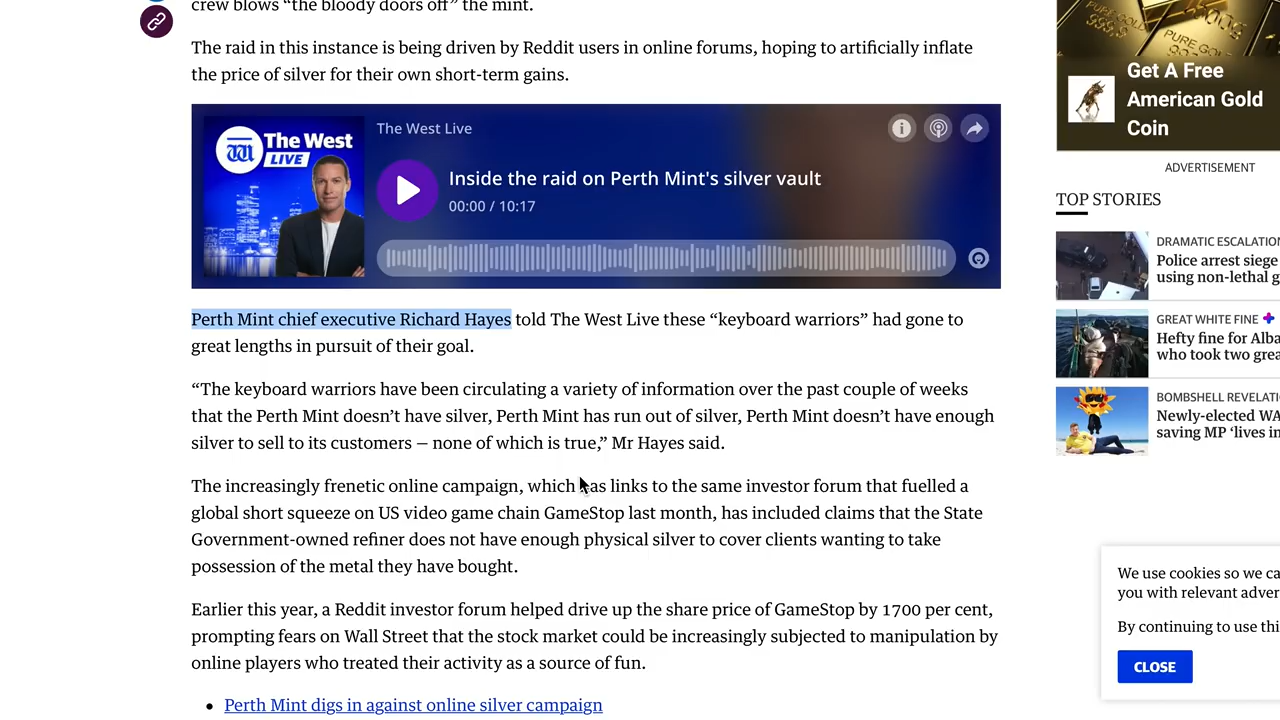 crew blows “the bloody doors off” the mint.
The raid in this instance is being driven by Reddit users in online forums, hoping to artificially inflate
the price of silver for their own short-term gains.
The West
LIVE
The West Live
Inside the raid on Perth Mint's silver vault
00:00 / 10:17
Perth Mint chief executive Richard Hayes told The West Live these “keyboard warriors” had gone to
great lengths in pursuit of their goal.
“The keyboard warriors have been circulating a variety of information over the past couple of weeks
that the Perth Mint doesn’t have silver, Perth Mint has run out of silver, Perth Mint doesn’t have enough
silver to sell to its customers – none of which is true,” Mr Hayes said.
The increasingly frenetic online campaign, which has links to the same investor forum that fuelled a
global short squeeze on US video game chain GameStop last month, has included claims that the State
Government-owned refiner does not have enough physical silver to cover clients wanting to take
possession of the metal they have bought.
Earlier this year, a Reddit investor forum helped drive up the share price of GameStop by 1700 per cent,
prompting fears on Wall Street that the stock market could be increasingly subjected to manipulation by
online players who treated their activity as a source of fun.
Perth Mint digs in against online silver campaign
PURE GOLD
999.9
PURE GOLD
Get A Free
American Gold
Coin
ADVERTISEMENT
TOP STORIES
DRAMATIC ESCALATION
Police arrest siege
using non-lethal g
GREAT WHITE FINE
Hefty fine for Alba
who took two grea
BOMBSHELL REVELATI
Newly-elected WA
saving MP ‘lives in
We use cookies so we ca
you with relevant adver
By continuing to use thi
CLOSE